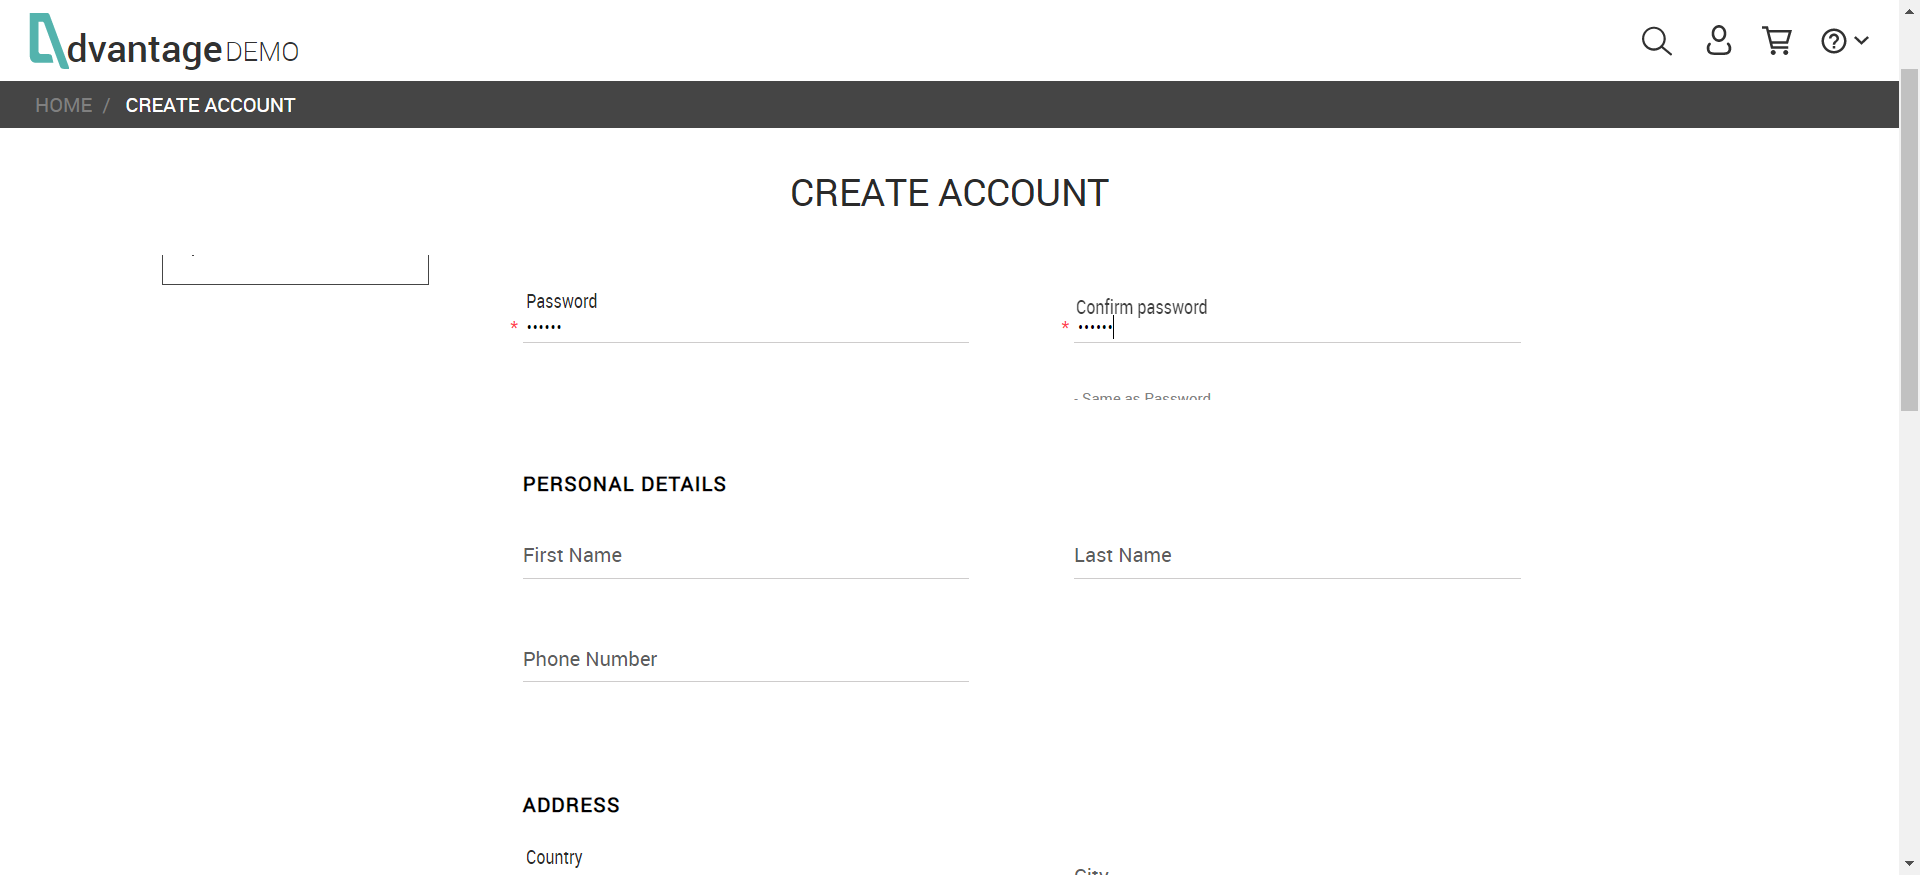 dvantage DEMO
HOME / CREATE ACCOUNT
CREATE ACCOUNT
Password
* ••••••
Confirm password
* ••••••
- Same as Password
PERSONAL DETAILS
First Name
Last Name
Phone Number
ADDRESS
Country
City